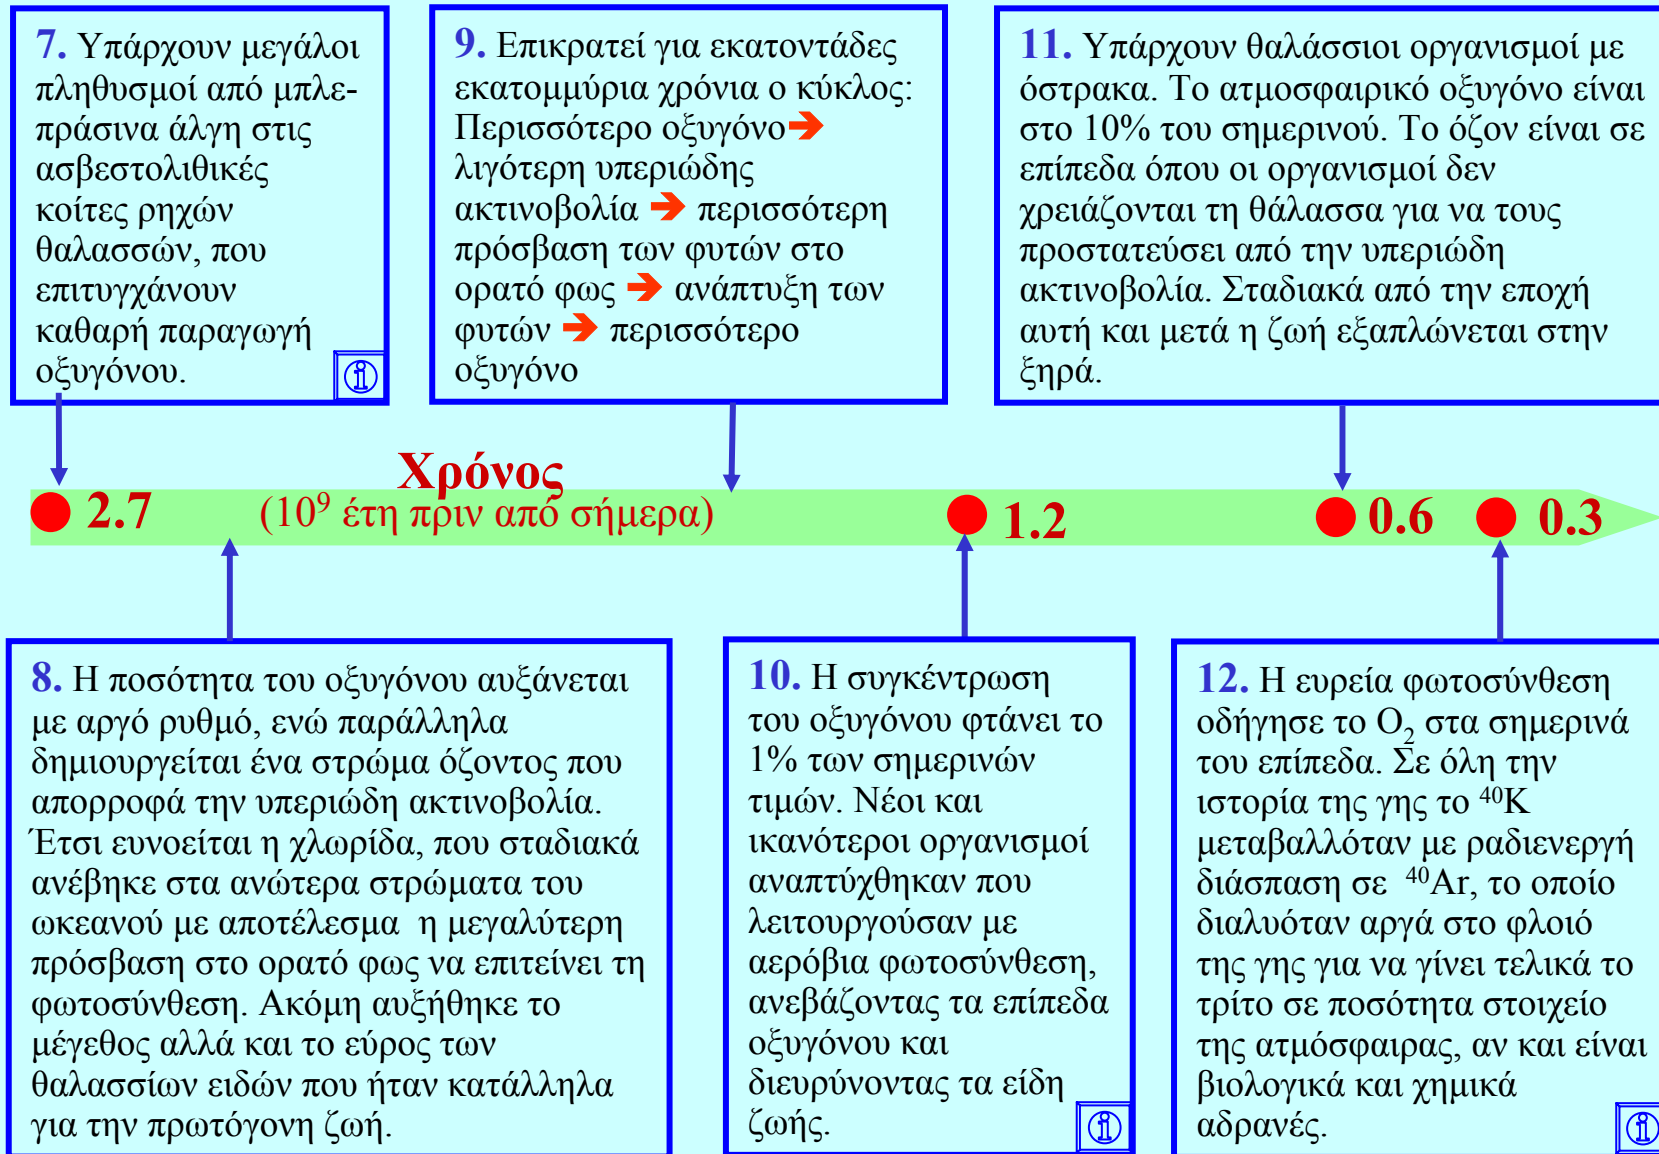 7. Υπάρχουν μεγάλοι
πληθυσμοί από μπλε-
πράσινα άλγη στις
ασβεστολιθικές
κοίτες ρηχών
θαλασσών, που
επιτυγχάνουν
καθαρή παραγωγή
οξυγόνου.
9. Επικρατεί για εκατοντάδες
εκατομμύρια χρόνια ο κύκλος:
Περισσότερο οξυγόνο➔
λιγότερη υπεριώδης
ακτινοβολία ➔ περισσότερη
πρόσβαση των φυτών στο
ορατό φως ➔ ανάπτυξη των
φυτών ➔ περισσότερο
οξυγόνο
11. Υπάρχουν θαλάσσιοι οργανισμοί με
όστρακα. Το ατμοσφαιρικό οξυγόνο είναι
στο 10% του σημερινού. Το όζον είναι σε
επίπεδα όπου οι οργανισμοί δεν
χρειάζονται τη θάλασσα για να τους
προστατεύσει από την υπεριώδη
ακτινοβολία. Σταδιακά από την εποχή
αυτή και μετά η ζωή εξαπλώνεται στην
ξηρά.
Χρόνος
(10⁹ έτη πριν από σήμερα)
2.7
1.2
0.6
0.3
8. Η ποσότητα του οξυγόνου αυξάνεται
με αργό ρυθμό, ενώ παράλληλα
δημιουργείται ένα στρώμα όζοντος που
απορροφά την υπεριώδη ακτινοβολία.
Έτσι ευνοείται η χλωρίδα, που σταδιακά
ανέβηκε στα ανώτερα στρώματα του
ωκεανού με αποτέλεσμα η μεγαλύτερη
πρόσβαση στο ορατό φως να επιτείνει τη
φωτοσύνθεση. Ακόμη αυξήθηκε το
μέγεθος αλλά και το εύρος των
θαλασσίων ειδών που ήταν κατάλληλα
για την πρωτόγονη ζωή.
10. Η συγκέντρωση
του οξυγόνου φτάνει το
1% των σημερινών
τιμών. Νέοι και
ικανότεροι οργανισμοί
αναπτύχθηκαν που
λειτουργούσαν με
αερόβια φωτοσύνθεση,
ανεβάζοντας τα επίπεδα
οξυγόνου και
διευρύνοντας τα είδη
ζωής.
12. Η ευρεία φωτοσύνθεση
οδήγησε το O₂ στα σημερινά
του επίπεδα. Σε όλη την
ιστορία της γης το ⁴⁰K
μεταβαλλόταν με ραδιενεργή
διάσπαση σε ⁴⁰Ar, το οποίο
διαλυόταν αργά στο φλοιό
της γης για να γίνει τελικά το
τρίτο σε ποσότητα στοιχείο
της ατμόσφαιρας, αν και είναι
βιολογικά και χημικά
αδρανές.